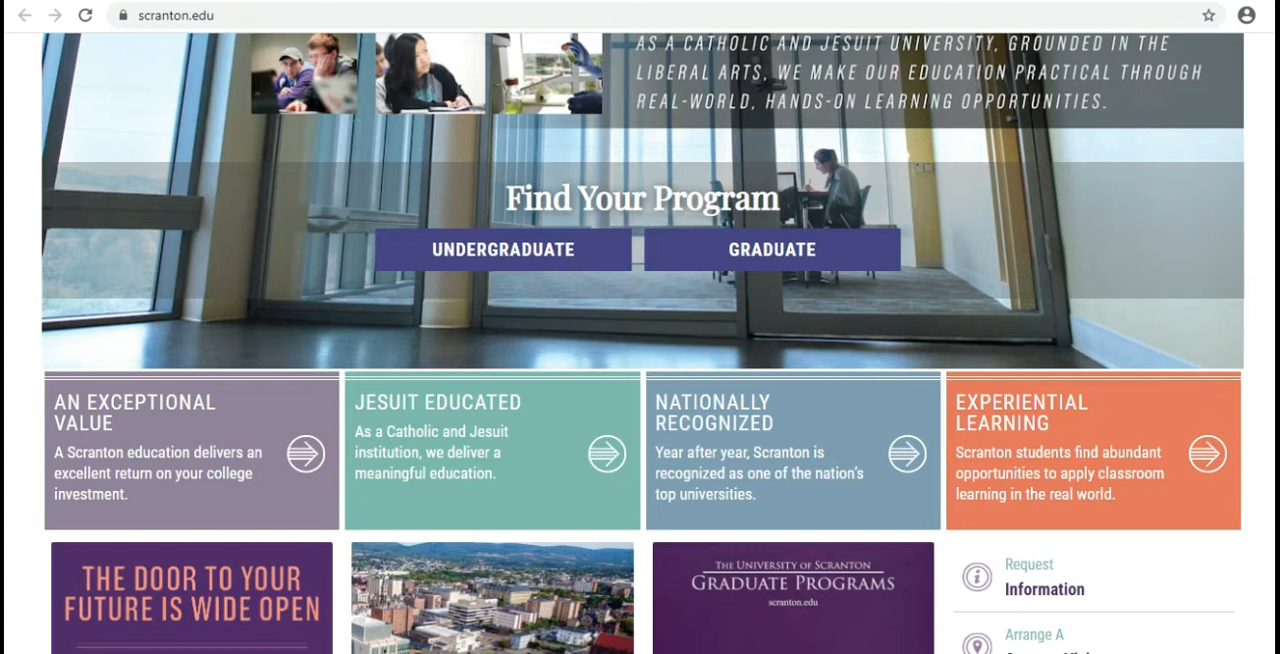 scranton.edu
AS A CATHOLIC AND JESUIT UNIVERSITY, GROUNDED IN THE
LIBERAL ARTS, WE MAKE OUR EDUCATION PRACTICAL THROUGH
REAL-WORLD, HANDS-ON LEARNING OPPORTUNITIES.
Find Your Program
UNDERGRADUATE
GRADUATE
AN EXCEPTIONAL
VALUE
A Scranton education delivers an
excellent return on your college
investment.
JESUIT EDUCATED
As a Catholic and Jesuit
institution, we deliver a
meaningful education.
NATIONALLY
RECOGNIZED
Year after year, Scranton is
recognized as one of the nation's
top universities.
EXPERIENTIAL
LEARNING
Scranton students find abundant
opportunities to apply classroom
learning in the real world.
THE DOOR TO YOUR
FUTURE IS WIDE OPEN
THE UNIVERSITY OF SCRANTON
GRADUATE PROGRAMS
scranton.edu
Request
Information
Arrange A